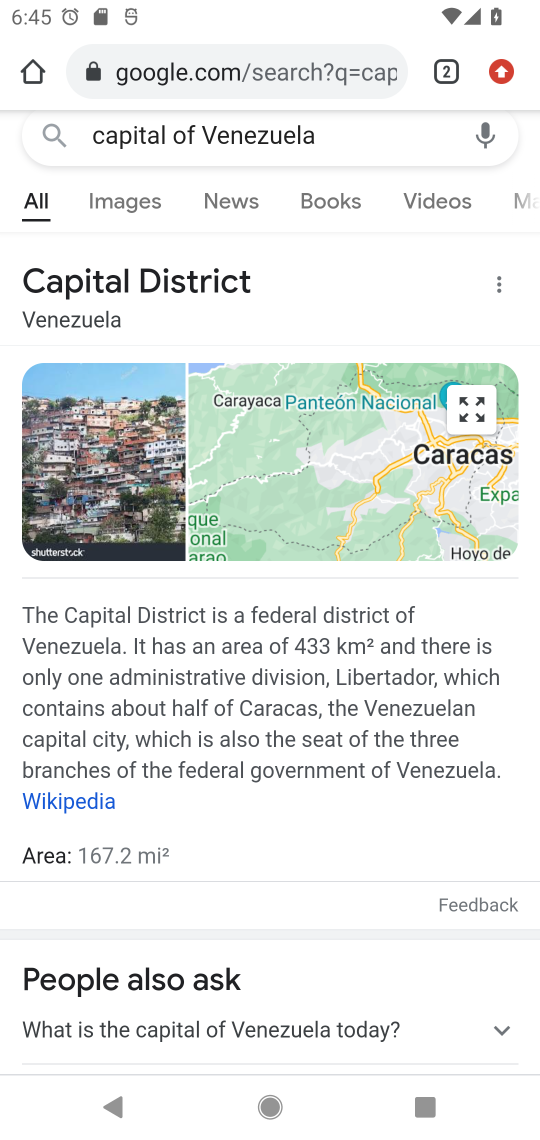 6:45
google.com/search?q=cap
2
capital of Venezuela
All Images News Books Videos Ma
Capital District
Venezuela
shutterstock
Carayaca
Panteón Nacional
Caracas
Expa
que
onal
arao
Hoyo de
The Capital District is a federal district of
Venezuela. It has an area of 433 km² and there is
only one administrative division, Libertador, which
contains about half of Caracas, the Venezuelan
capital city, which is also the seat of the three
branches of the federal government of Venezuela.
Wikipedia
Area: 167.2 mi²
Feedback
People also ask
What is the capital of Venezuela today?